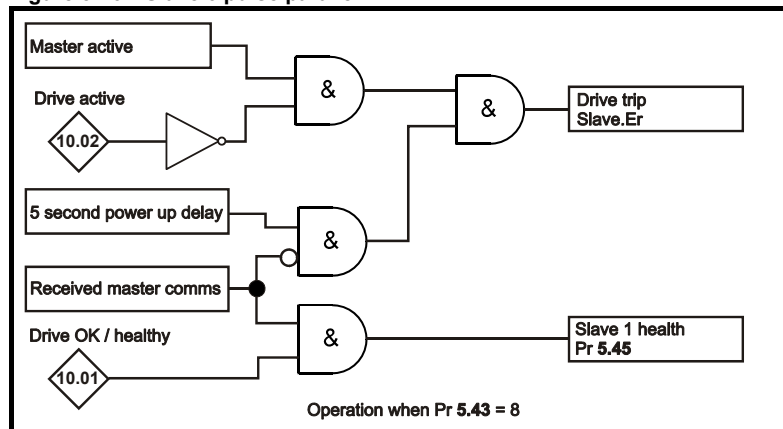 Master active
&
Drive active
10.02
&
Drive trip
Slave.Er
5 second power up delay
&
Received master comms
Drive OK / healthy
10.01
&
Slave 1 health
Pr 5.45
Operation when Pr 5.43 = 8